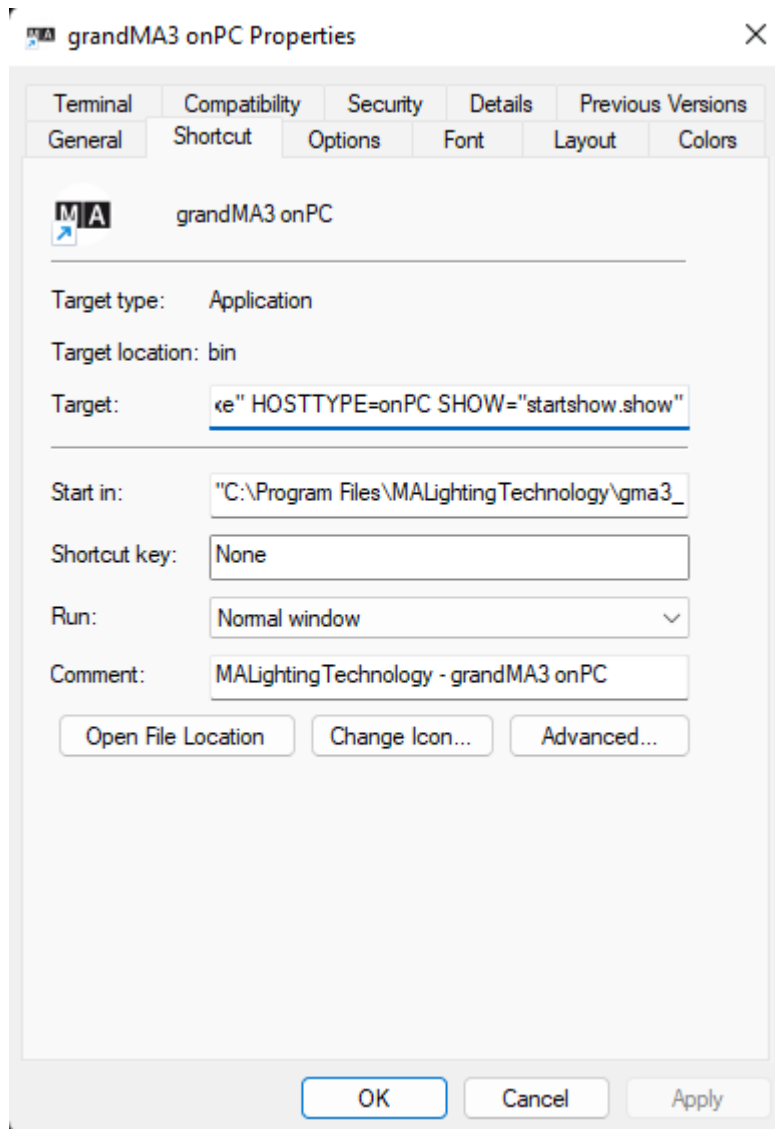 grandMA3 onPC Properties
Terminal Compatibility Security Details Previous Versions
General Shortcut Options Font Layout Colors
MA grandMA3 onPC
Target type: Application
Target location: bin
Target: xe" HOSTTYPE=onPC SHOW="startshow.show"
Start in: "C:\Program Files\MALightingTechnology\gma3_
Shortcut key: None
Run: Normal window
Comment: MALightingTechnology - grandMA3 onPC
Open File Location Change Icon... Advanced...
OK Cancel Apply